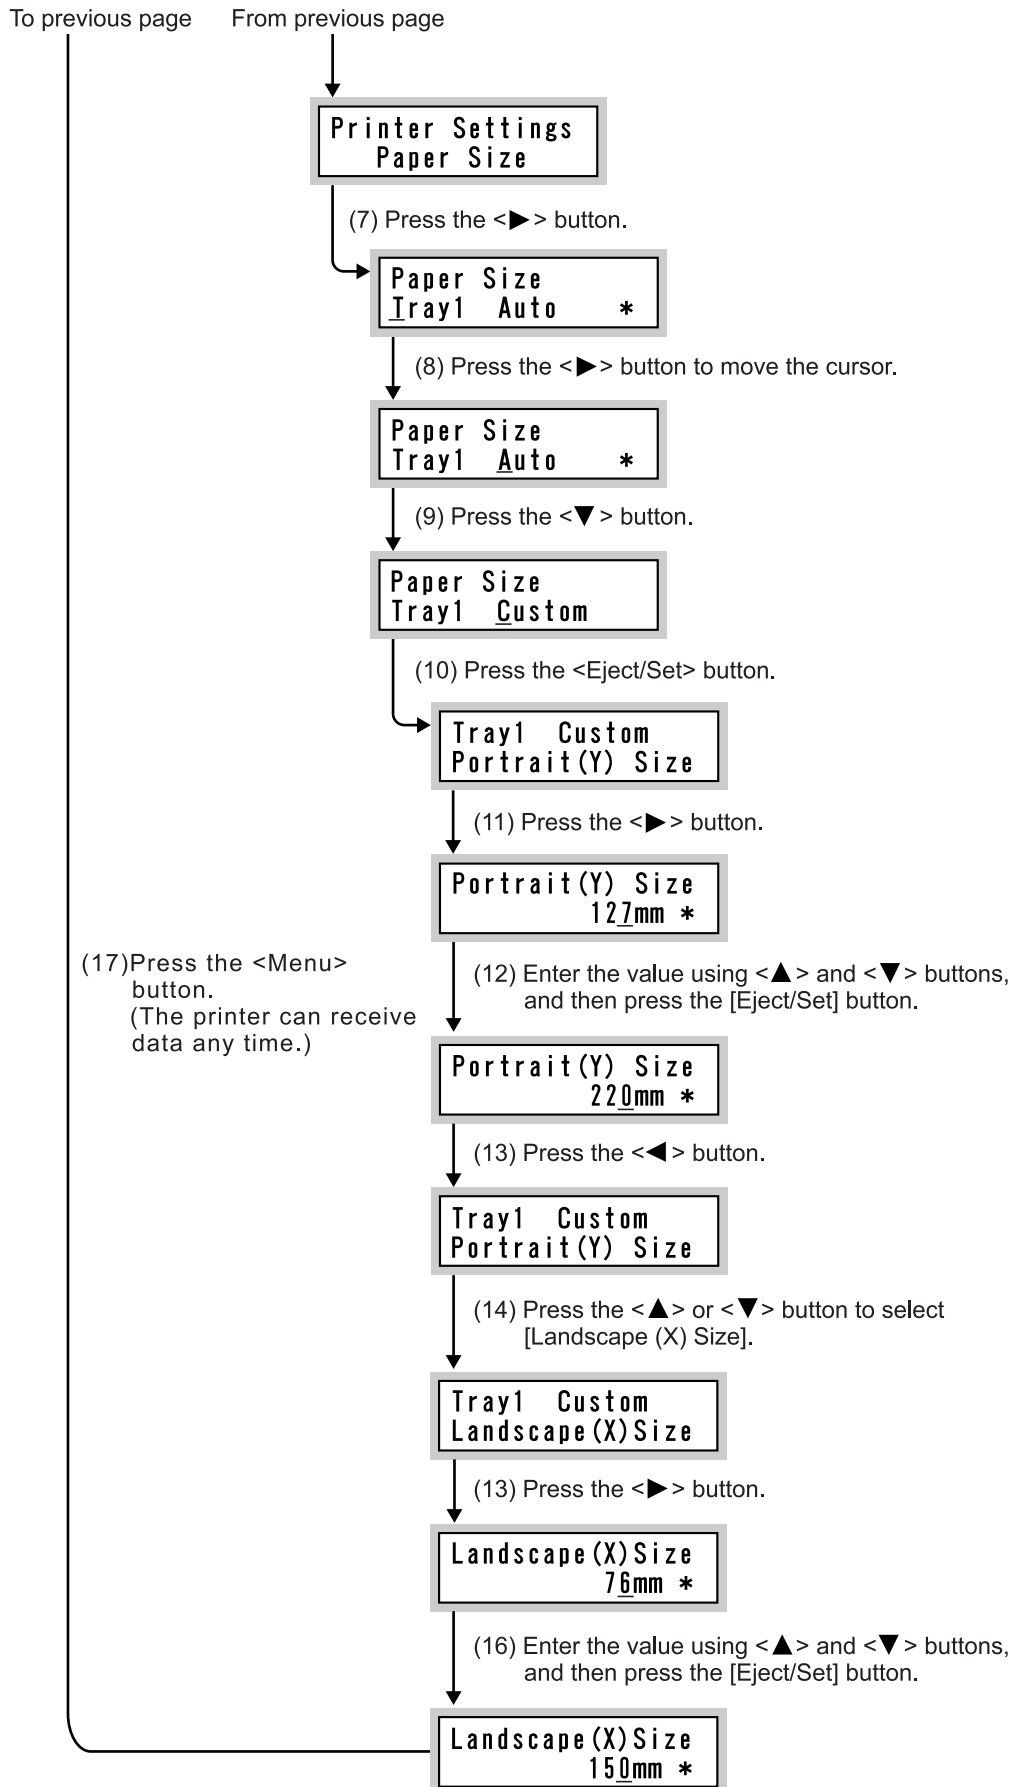 To previous page
From previous page
Printer Settings
Paper Size
(7) Press the <▶> button.
Paper Size
Tray1 Auto *
(8) Press the <▶> button to move the cursor.
Paper Size
Tray1 Auto *
(9) Press the <▼> button.
Paper Size
Tray1 Custom
(10) Press the <Eject/Set> button.
Tray1 Custom
Portrait(Y) Size
(11) Press the <▶> button.
Portrait(Y) Size
127mm *
(12) Enter the value using <▲> and <▼> buttons,
and then press the [Eject/Set] button.
Portrait(Y) Size
220mm *
(13) Press the <◀> button.
Tray1 Custom
Portrait(Y) Size
(14) Press the <▲> or <▼> button to select
[Landscape (X) Size].
Tray1 Custom
Landscape(X)Size
(13) Press the <▶> button.
Landscape(X)Size
76mm *
(16) Enter the value using <▲> and <▼> buttons,
and then press the [Eject/Set] button.
Landscape(X)Size
150mm *
(17)Press the <Menu>
button.
(The printer can receive
data any time.)